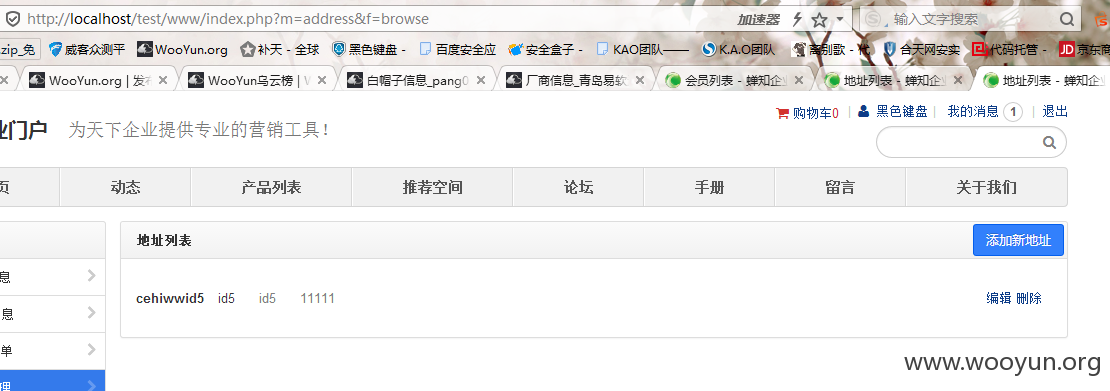 http://localhost/test/www/index.php?m=address&f=browse 加速器 输入文字搜索
.zip_免 威客众测平 WooYun.org 补天 - 全球 黑色键盘 - 百度安全应 安全盒子 - KAO团队—— K.A.O团队 离别歌 - 代 合天网安实 代码托管 - 京东商
WooYun.org | 发布 WooYun乌云榜 | W 白帽子信息_pang0 厂商信息_青岛易软 会员列表 - 蝉知企业 地址列表 - 蝉知企业 地址列表 - 蝉知企业
购物车0 黑色键盘 我的消息 1 退出
业门户 为天下企业提供专业的营销工具!
页 动态 产品列表 推荐空间 论坛 手册 留言 关于我们
地址列表 添加新地址
息
cehiwwid5 id5 id5 11111 编辑 删除
息
单
理
www.wooyun.org